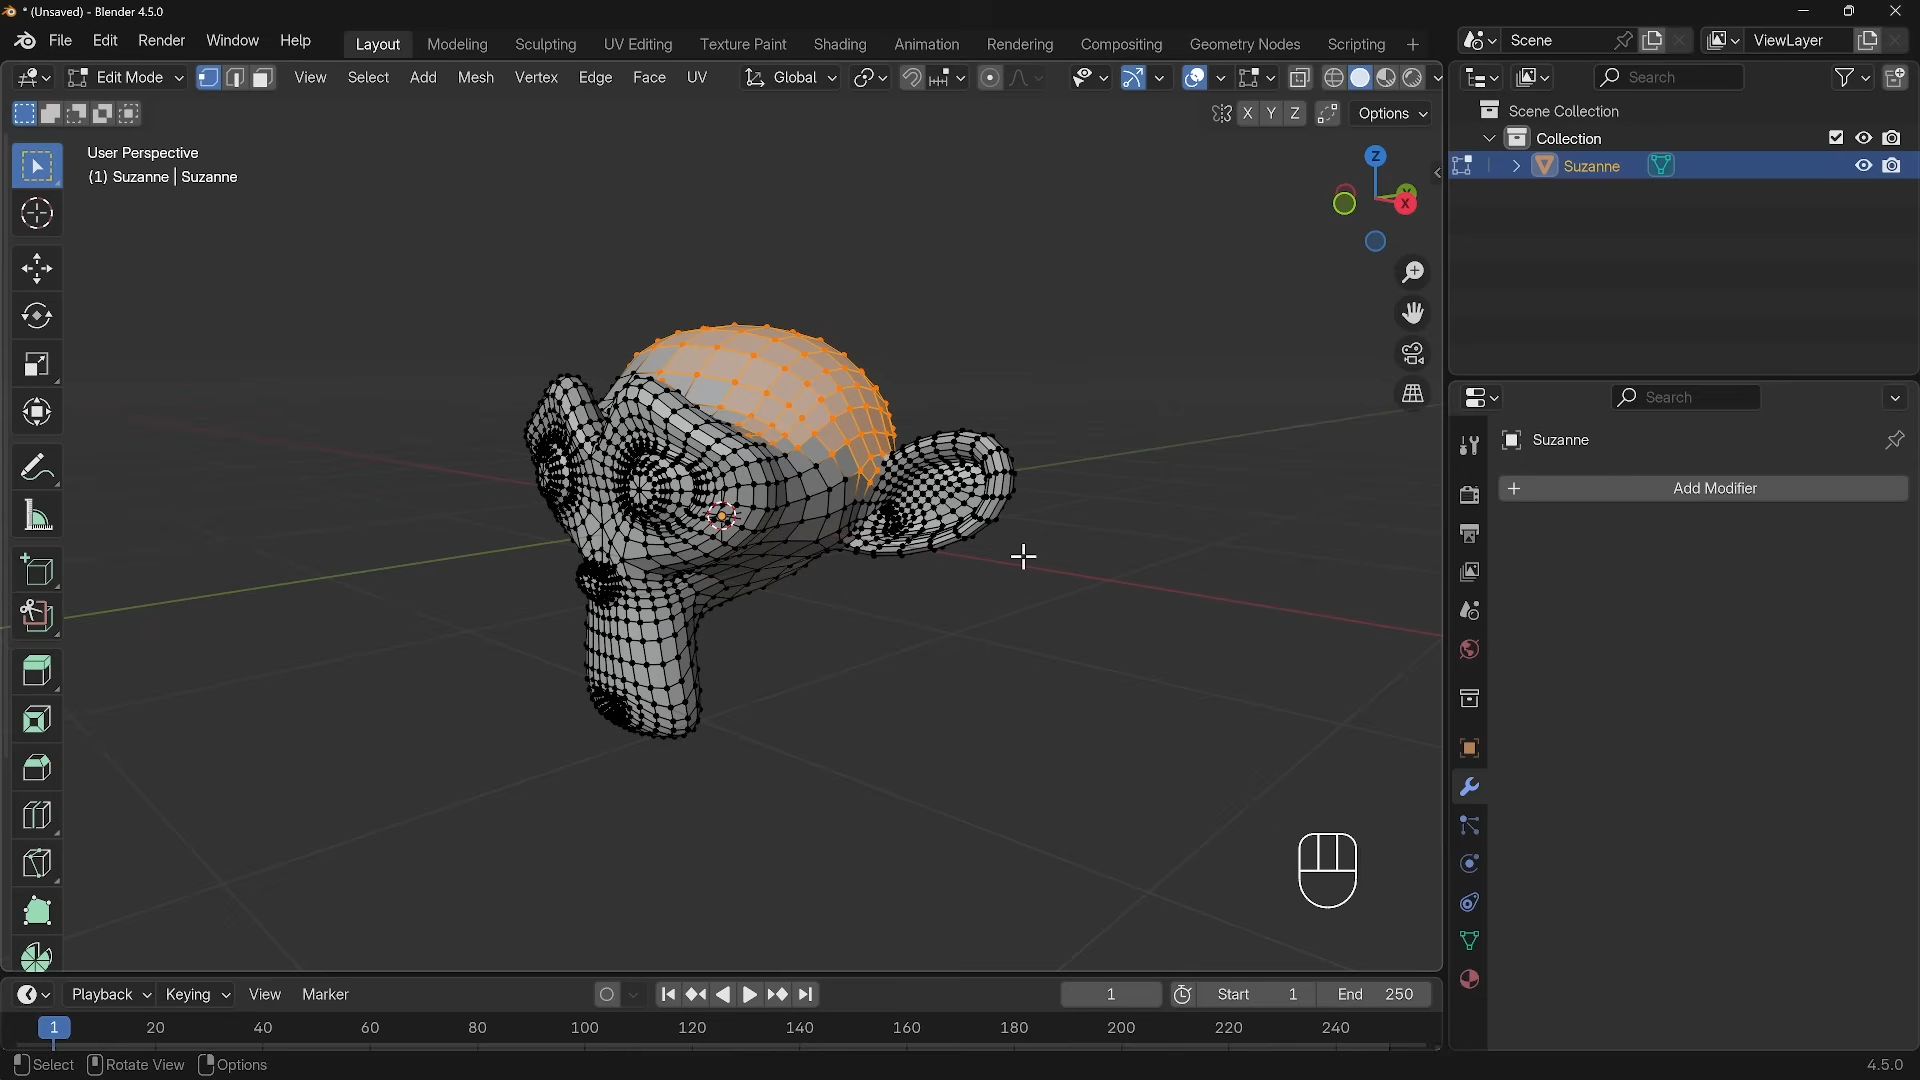 * (Unsaved) - Blender 4.5.0
File Edit Render Window Help Layout Modeling Sculpting UV Editing Texture Paint Shading Animation Rendering Compositing Geometry Nodes Scripting + Scene ViewLayer
Edit Mode View Select Add Mesh Vertex Edge Face UV Global Search
X Y Z Options
Scene Collection
Collection
Suzanne
User Perspective
(1) Suzanne | Suzanne
Z
Y
X
Search
Suzanne
+ Add Modifier
Playback Keying View Marker 1 Start 1 End 250
1 20 40 60 80 100 120 140 160 180 200 220 240
Select Rotate View Options 4.5.0